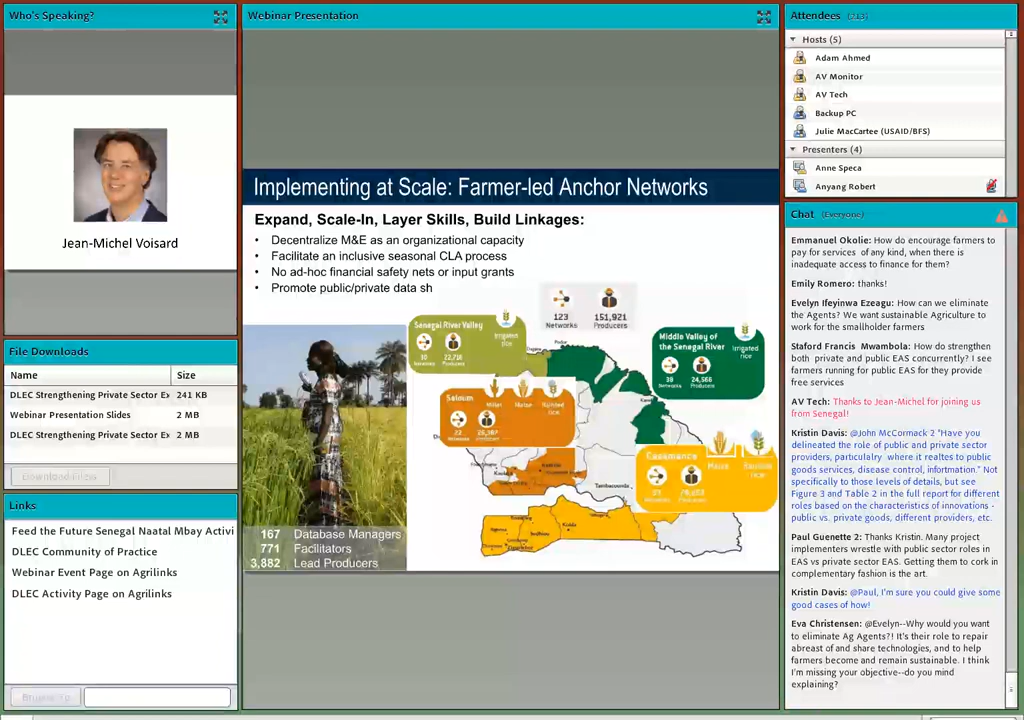 Who's Speaking?
Jean-Michel Voisard
File Downloads
Name Size
DLEC Strengthening Private Sector Ex 241 KB
Webinar Presentation Slides 2 MB
DLEC Strengthening Private Sector Ex 2 MB
Download File(s)
Links
Feed the Future Senegal Naatal Mbay Activi
DLEC Community of Practice
Webinar Event Page on Agrilinks
DLEC Activity Page on Agrilinks
Browse To
Webinar Presentation
Implementing at Scale: Farmer-led Anchor Networks
Expand, Scale-In, Layer Skills, Build Linkages:
• Decentralize M&E as an organizational capacity
• Facilitate an inclusive seasonal CLA process
• No ad-hoc financial safety nets or input grants
• Promote public/private data sh
123 Networks
151,921 Producers
Senegal River Valley
Irrigated rice
Networks
Producers
Middle Valley of the Senegal River
Irrigated rice
38 Networks
24,566 Producers
Saloum
Millet
Maize
Rainfed rice
Networks
Producers
Casamance
Maize
Networks
Producers
Tambacounda
167 Database Managers
771 Facilitators
3,882 Lead Producers
Attendees (213)
Hosts (5)
Adam Ahmed
AV Monitor
AV Tech
Backup PC
Julie MacCartee (USAID/BFS)
Presenters (4)
Anne Speca
Anyang Robert
Chat (Everyone)
Emmanuel Okolie: How do encourage farmers to
pay for services of any kind, when there is
inadequate access to finance for them?
Emily Romero: thanks!
Evelyn Ifeyinwa Ezeagu: How can we eliminate
the Agents? We want sustainable Agriculture to
work for the smallholder farmers
Staford Francis Mwambola: How do strengthen
both private and public EAS concurrently? I see
farmers running for public EAS for they provide
free services
AV Tech: Thanks to Jean-Michel for joining us
from Senegal!
Kristin Davis: @John McCormack 2 "Have you
delineated the role of public and private sector
providers, particulalry where it realtes to public
goods services, disease control, information." Not
specifically to those levels of details, but see
Figure 3 and Table 2 in the full report for different
roles based on the characteristics of innovations -
public vs. private goods, different providers, etc.
Paul Guenette 2: Thanks Kristin. Many project
implementers wrestle with public sector roles in
EAS vs private sector EAS. Getting them to cork in
complementary fashion is the art.
Kristin Davis: @Paul, I'm sure you could give some
good cases of how!
Eva Christensen: @Evelyn--Why would you want
to eliminate Ag Agents?! It's their role to repair
abreast of and share technologies, and to help
farmers become and remain sustainable. I think
I'm missing your objective--do you mind
explaining?